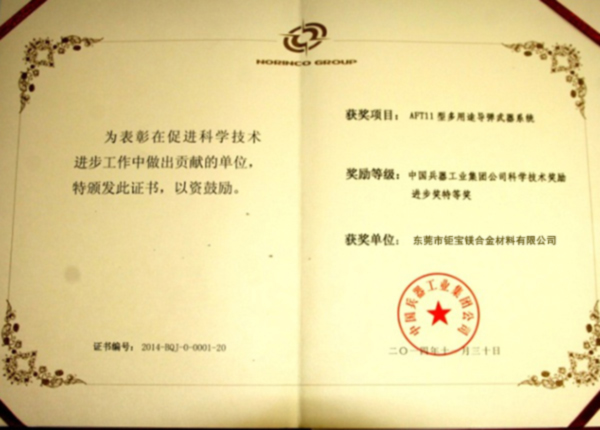 NORINCO GROUP
为表彰在促进科学技术
进步工作中做出贡献的单位，
特颁发此证书，以资鼓励。
证书编号： 2014-BQJ-0-0001-20
获奖项目： AFT11型多用途导弹武器系统
奖励等级： 中国兵器工业集团公司科学技术奖励
进步奖特等奖
获奖单位： 东莞市钜宝镁合金材料有限公司
中国兵器工业集团公司
二〇一四年十一月三十日